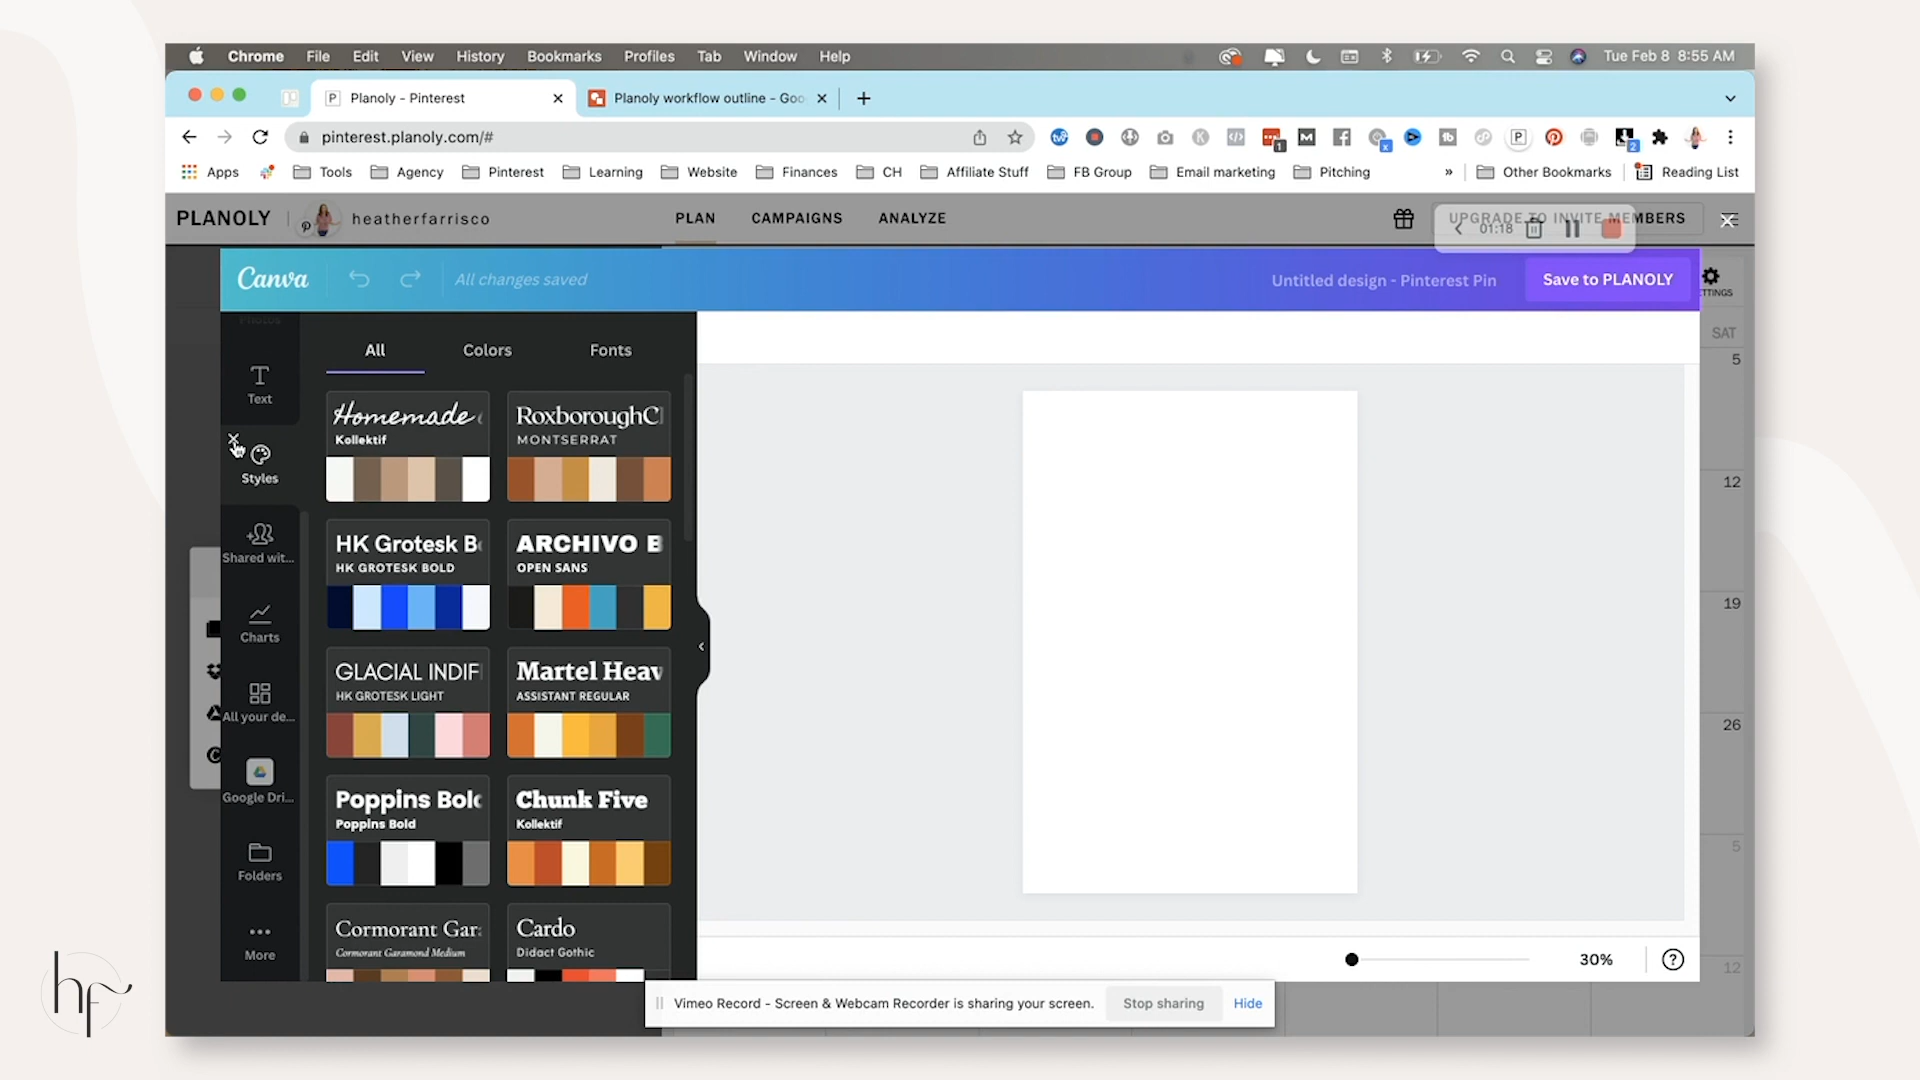 Chrome File Edit View History Bookmarks Profiles Tab Window Help Tue Feb 8 8:55 AM
Planoly - Pinterest Planoly workflow outline - Goo
pinterest.planoly.com/#
Apps Tools Agency Pinterest Learning Website Finances CH Affiliate Stuff FB Group Email marketing Pitching » Other Bookmarks Reading List
PLANOLY heatherfarrisco PLAN CAMPAIGNS ANALYZE UPGRADE TO INVITE MEMBERS
01:18
Canva All changes saved Untitled design - Pinterest Pin Save to PLANOLY
TTINGS
Photos
All Colors Fonts
SAT
5
Text
Homemade
Kollektif
RoxboroughC
MONTSERRAT
Styles
12
HK Grotesk Bo
HK GROTESK BOLD
ARCHIVO B
OPEN SANS
Shared wit...
19
Charts
GLACIAL INDIF
HK GROTESK LIGHT
Martel Heav
ASSISTANT REGULAR
All your de...
26
Google Dri...
Poppins Bold
Poppins Bold
Chunk Five
Kollektif
5
Folders
Cormorant Gar
Cormorant Garamond Medium
Cardo
Didact Gothic
More
30%
12
Vimeo Record - Screen & Webcam Recorder is sharing your screen. Stop sharing Hide
hf